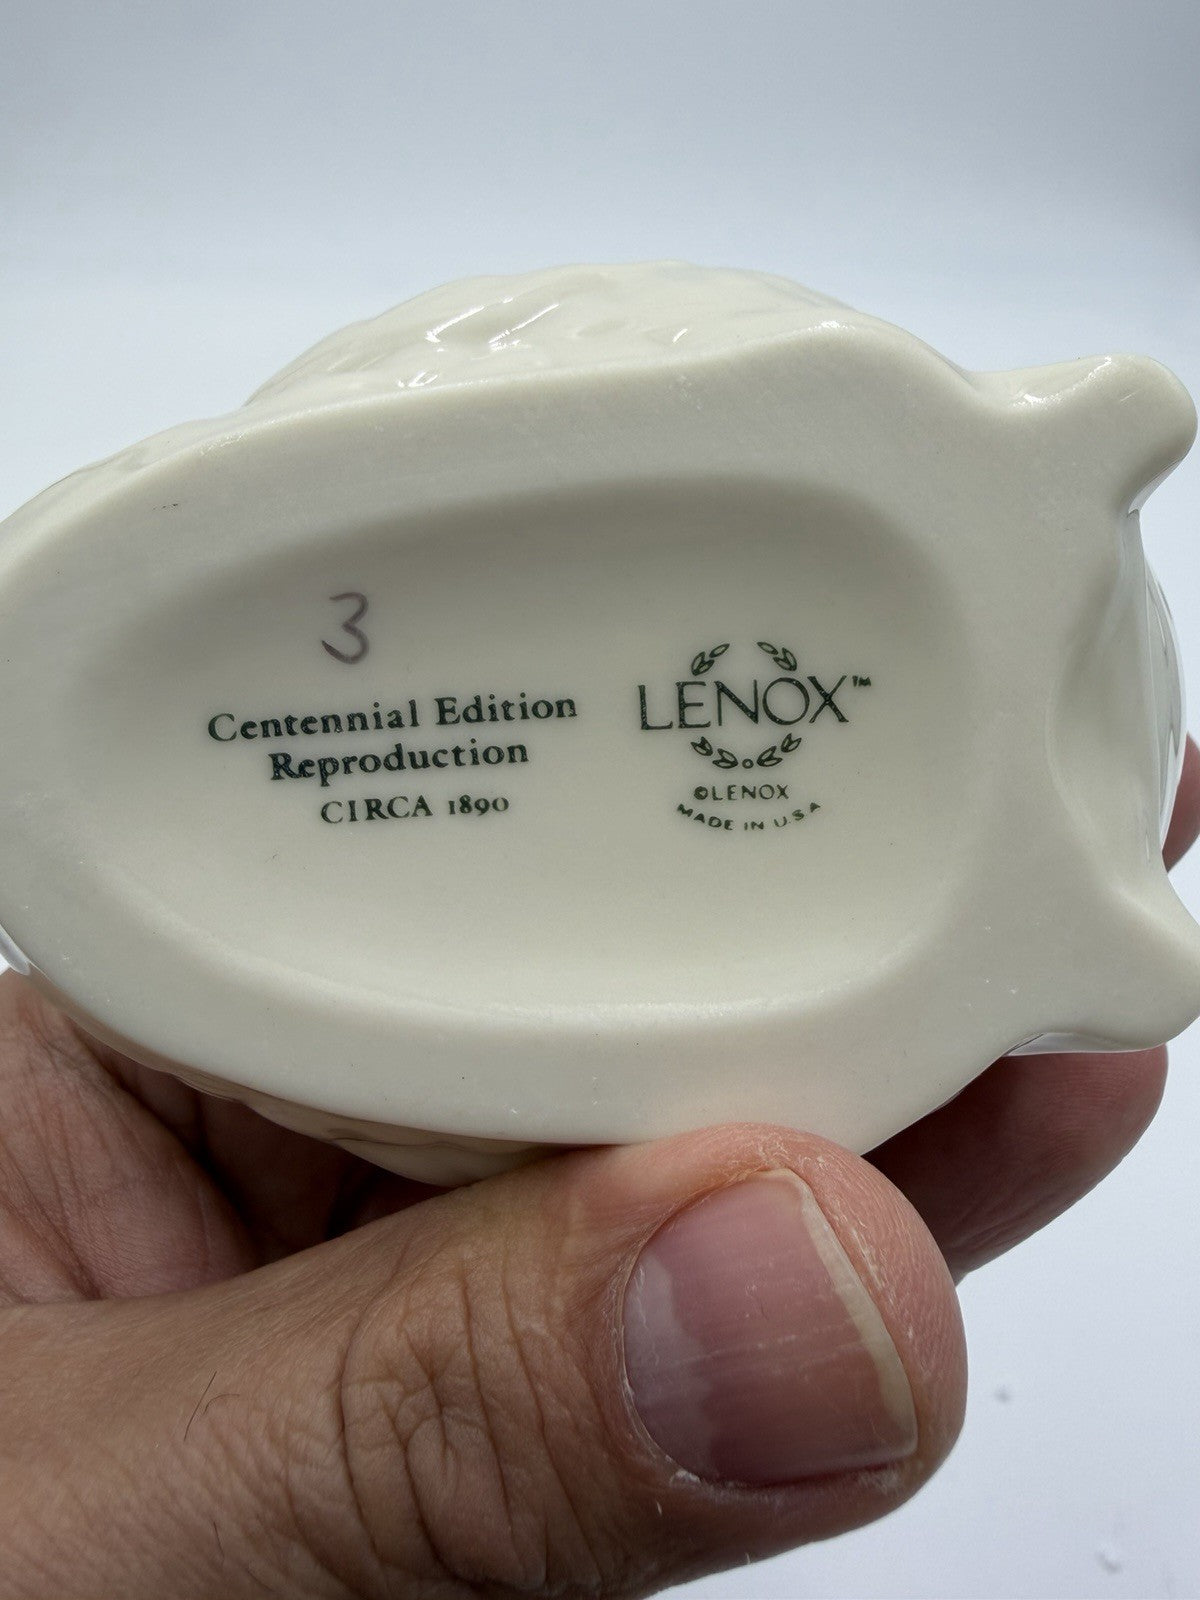 3
Centennial Edition
Reproduction
CIRCA 1890
LENOX™
©LENOX
MADE IN U.S.A